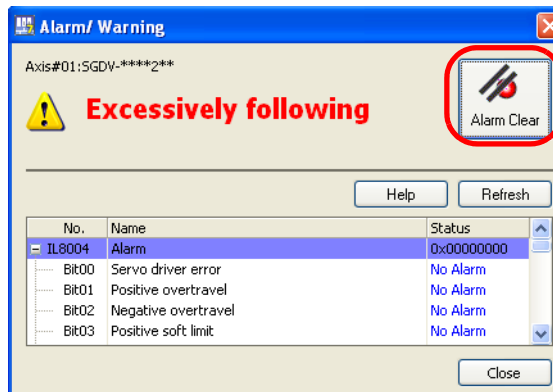 Alarm/ Warning
Axis#01:SGDV-****2**
Excessively following
Alarm Clear
Help Refresh
No. Name Status
IL8004 Alarm 0x00000000
Bit00 Servo driver error No Alarm
Bit01 Positive overtravel No Alarm
Bit02 Negative overtravel No Alarm
Bit03 Positive soft limit No Alarm
Close